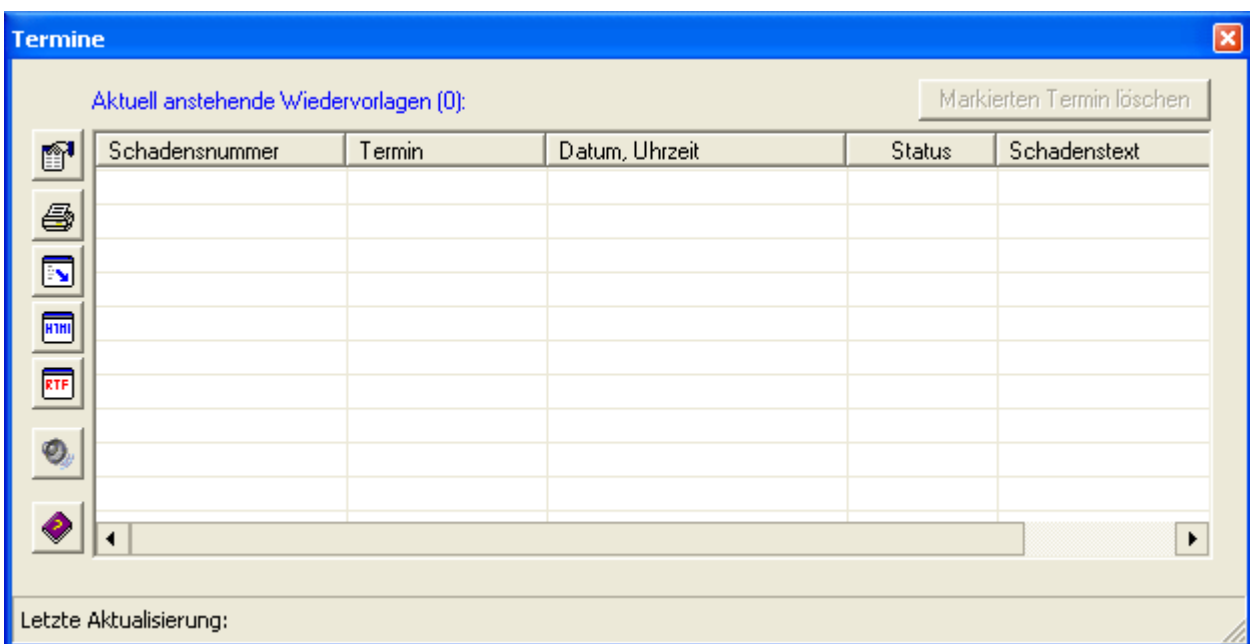 Termine
Aktuell anstehende Wiedervorlagen (0):
Markierten Termin löschen
Schadensnummer Termin Datum, Uhrzeit Status Schadenstext
HTMl
RTF
?
Letzte Aktualisierung: